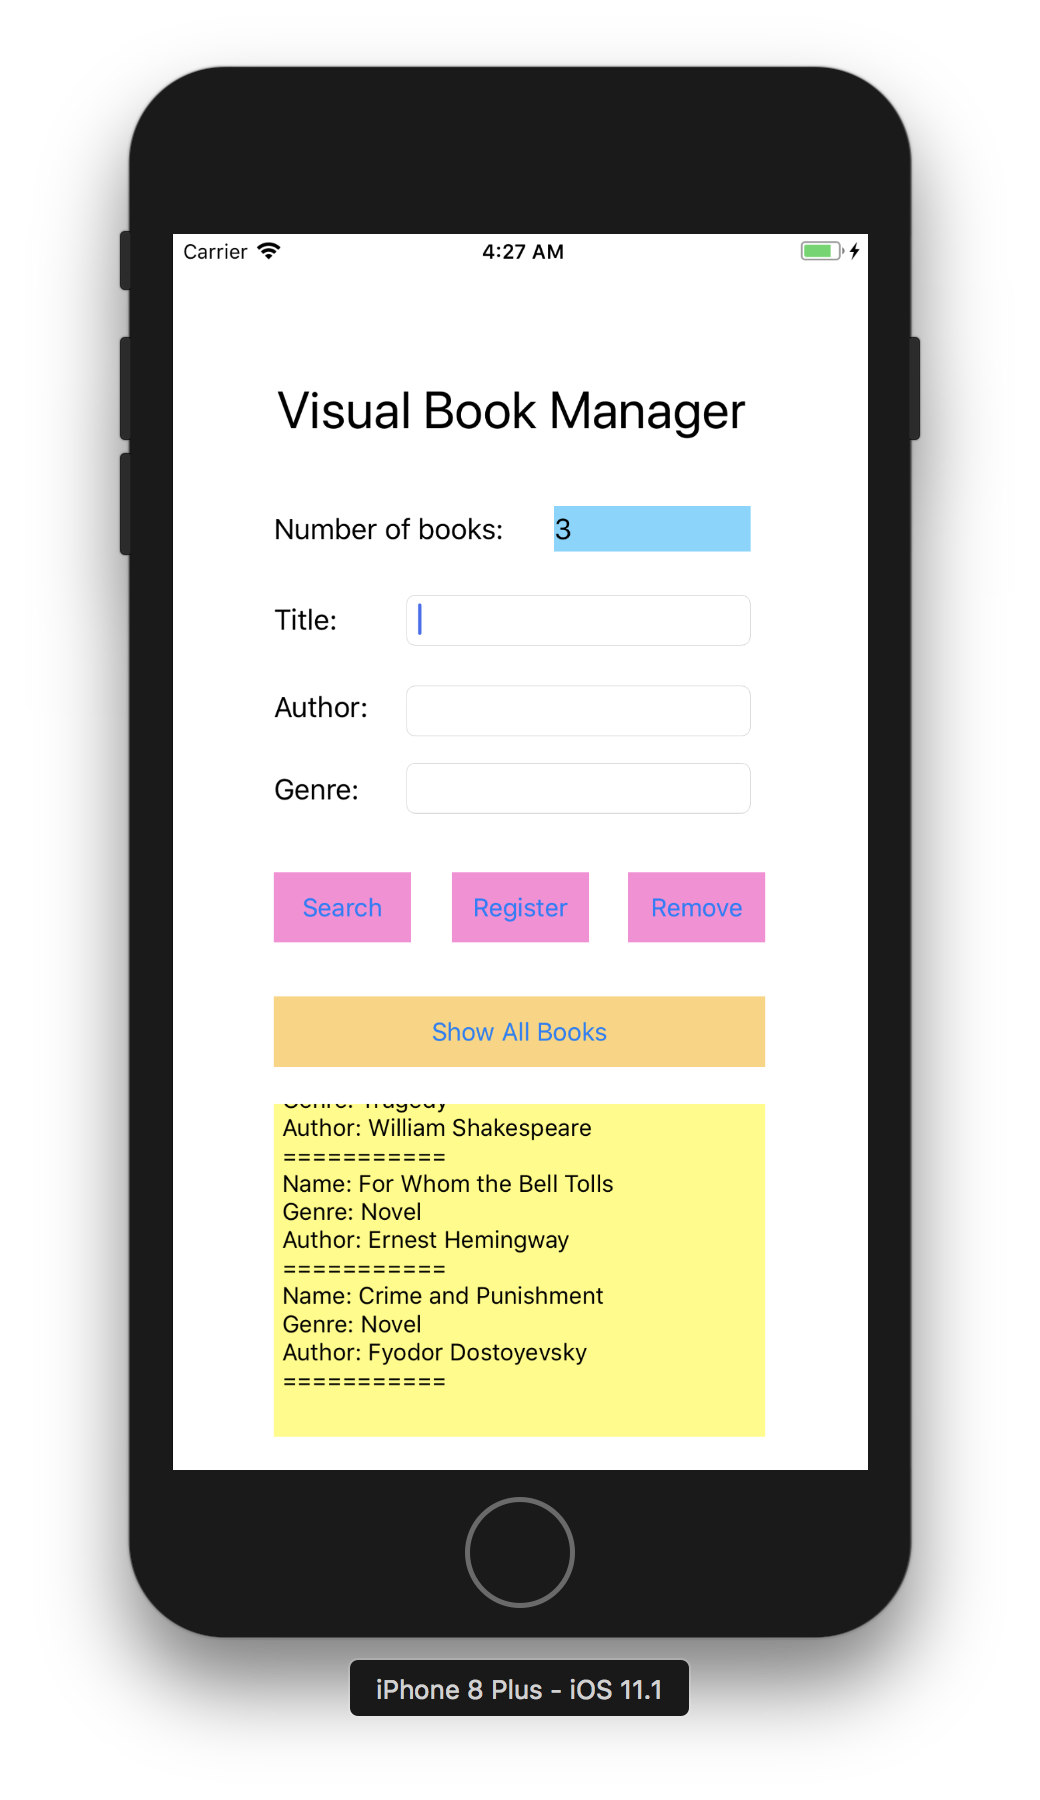 Carrier
4:27 AM
Visual Book Manager
Number of books: 3
Title:
Author:
Genre:
Search Register Remove
Show All Books
Genre: Tragedy
Author: William Shakespeare
===========
Name: For Whom the Bell Tolls
Genre: Novel
Author: Ernest Hemingway
===========
Name: Crime and Punishment
Genre: Novel
Author: Fyodor Dostoyevsky
===========
iPhone 8 Plus - iOS 11.1